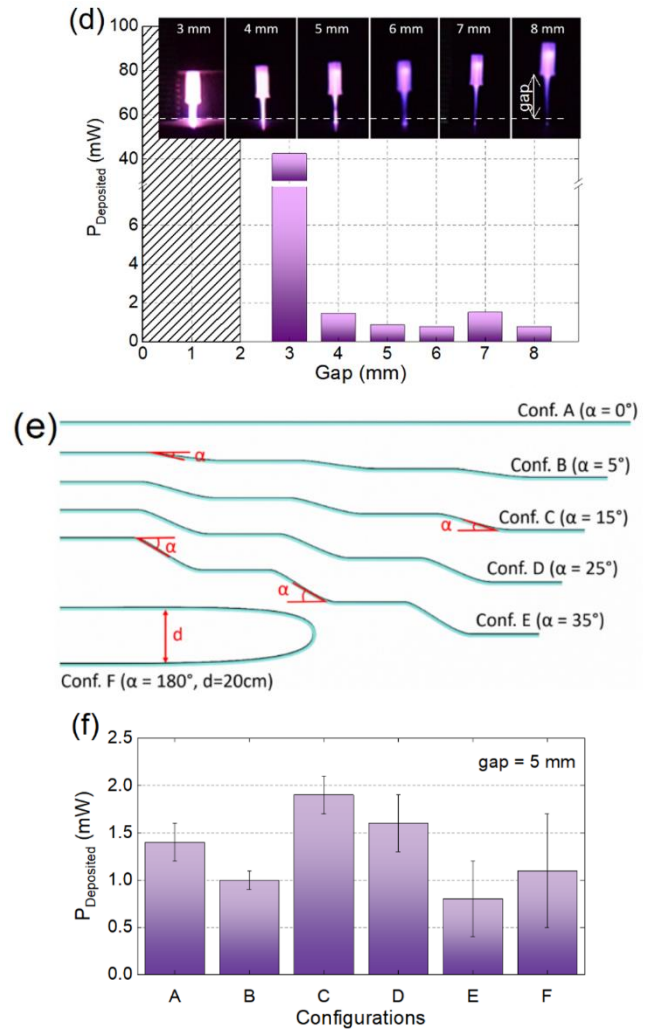 (d)
3 mm 4 mm 5 mm 6 mm 7 mm 8 mm
gap
P_Deposited (mW)
100
80
60
40
6
4
2
0
0 1 2 3 4 5 6 7 8
Gap (mm)
(e)
Conf. A (α = 0°)
α
Conf. B (α = 5°)
α
Conf. C (α = 15°)
α
Conf. D (α = 25°)
α
Conf. E (α = 35°)
d
Conf. F (α = 180°, d=20cm)
(f)
gap = 5 mm
P_Deposited (mW)
2.5
2.0
1.5
1.0
0.5
0.0
A B C D E F
Configurations